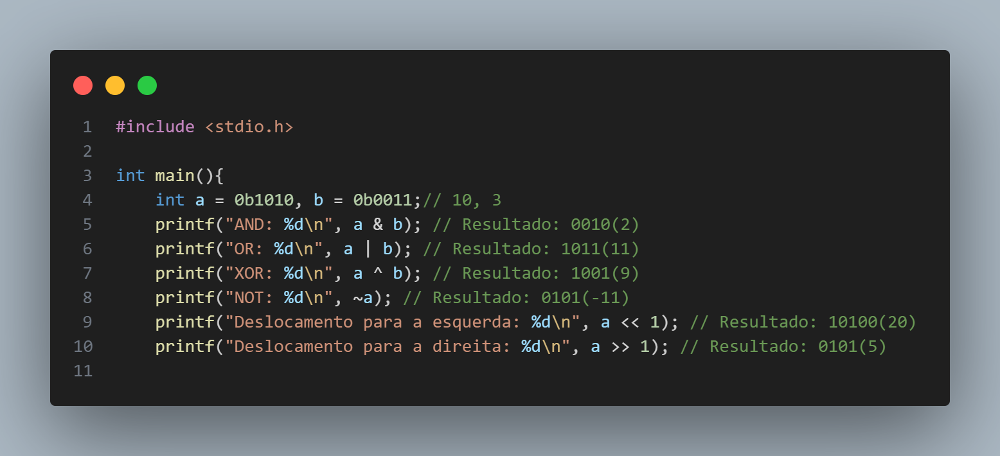 1 #include <stdio.h>
2
3 int main(){
4     int a = 0b1010, b = 0b0011;// 10, 3
5     printf("AND: %d\n", a & b); // Resultado: 0010(2)
6     printf("OR: %d\n", a | b); // Resultado: 1011(11)
7     printf("XOR: %d\n", a ^ b); // Resultado: 1001(9)
8     printf("NOT: %d\n", ~a); // Resultado: 0101(-11)
9     printf("Deslocamento para a esquerda: %d\n", a << 1); // Resultado: 10100(20)
10     printf("Deslocamento para a direita: %d\n", a >> 1); // Resultado: 0101(5)
11